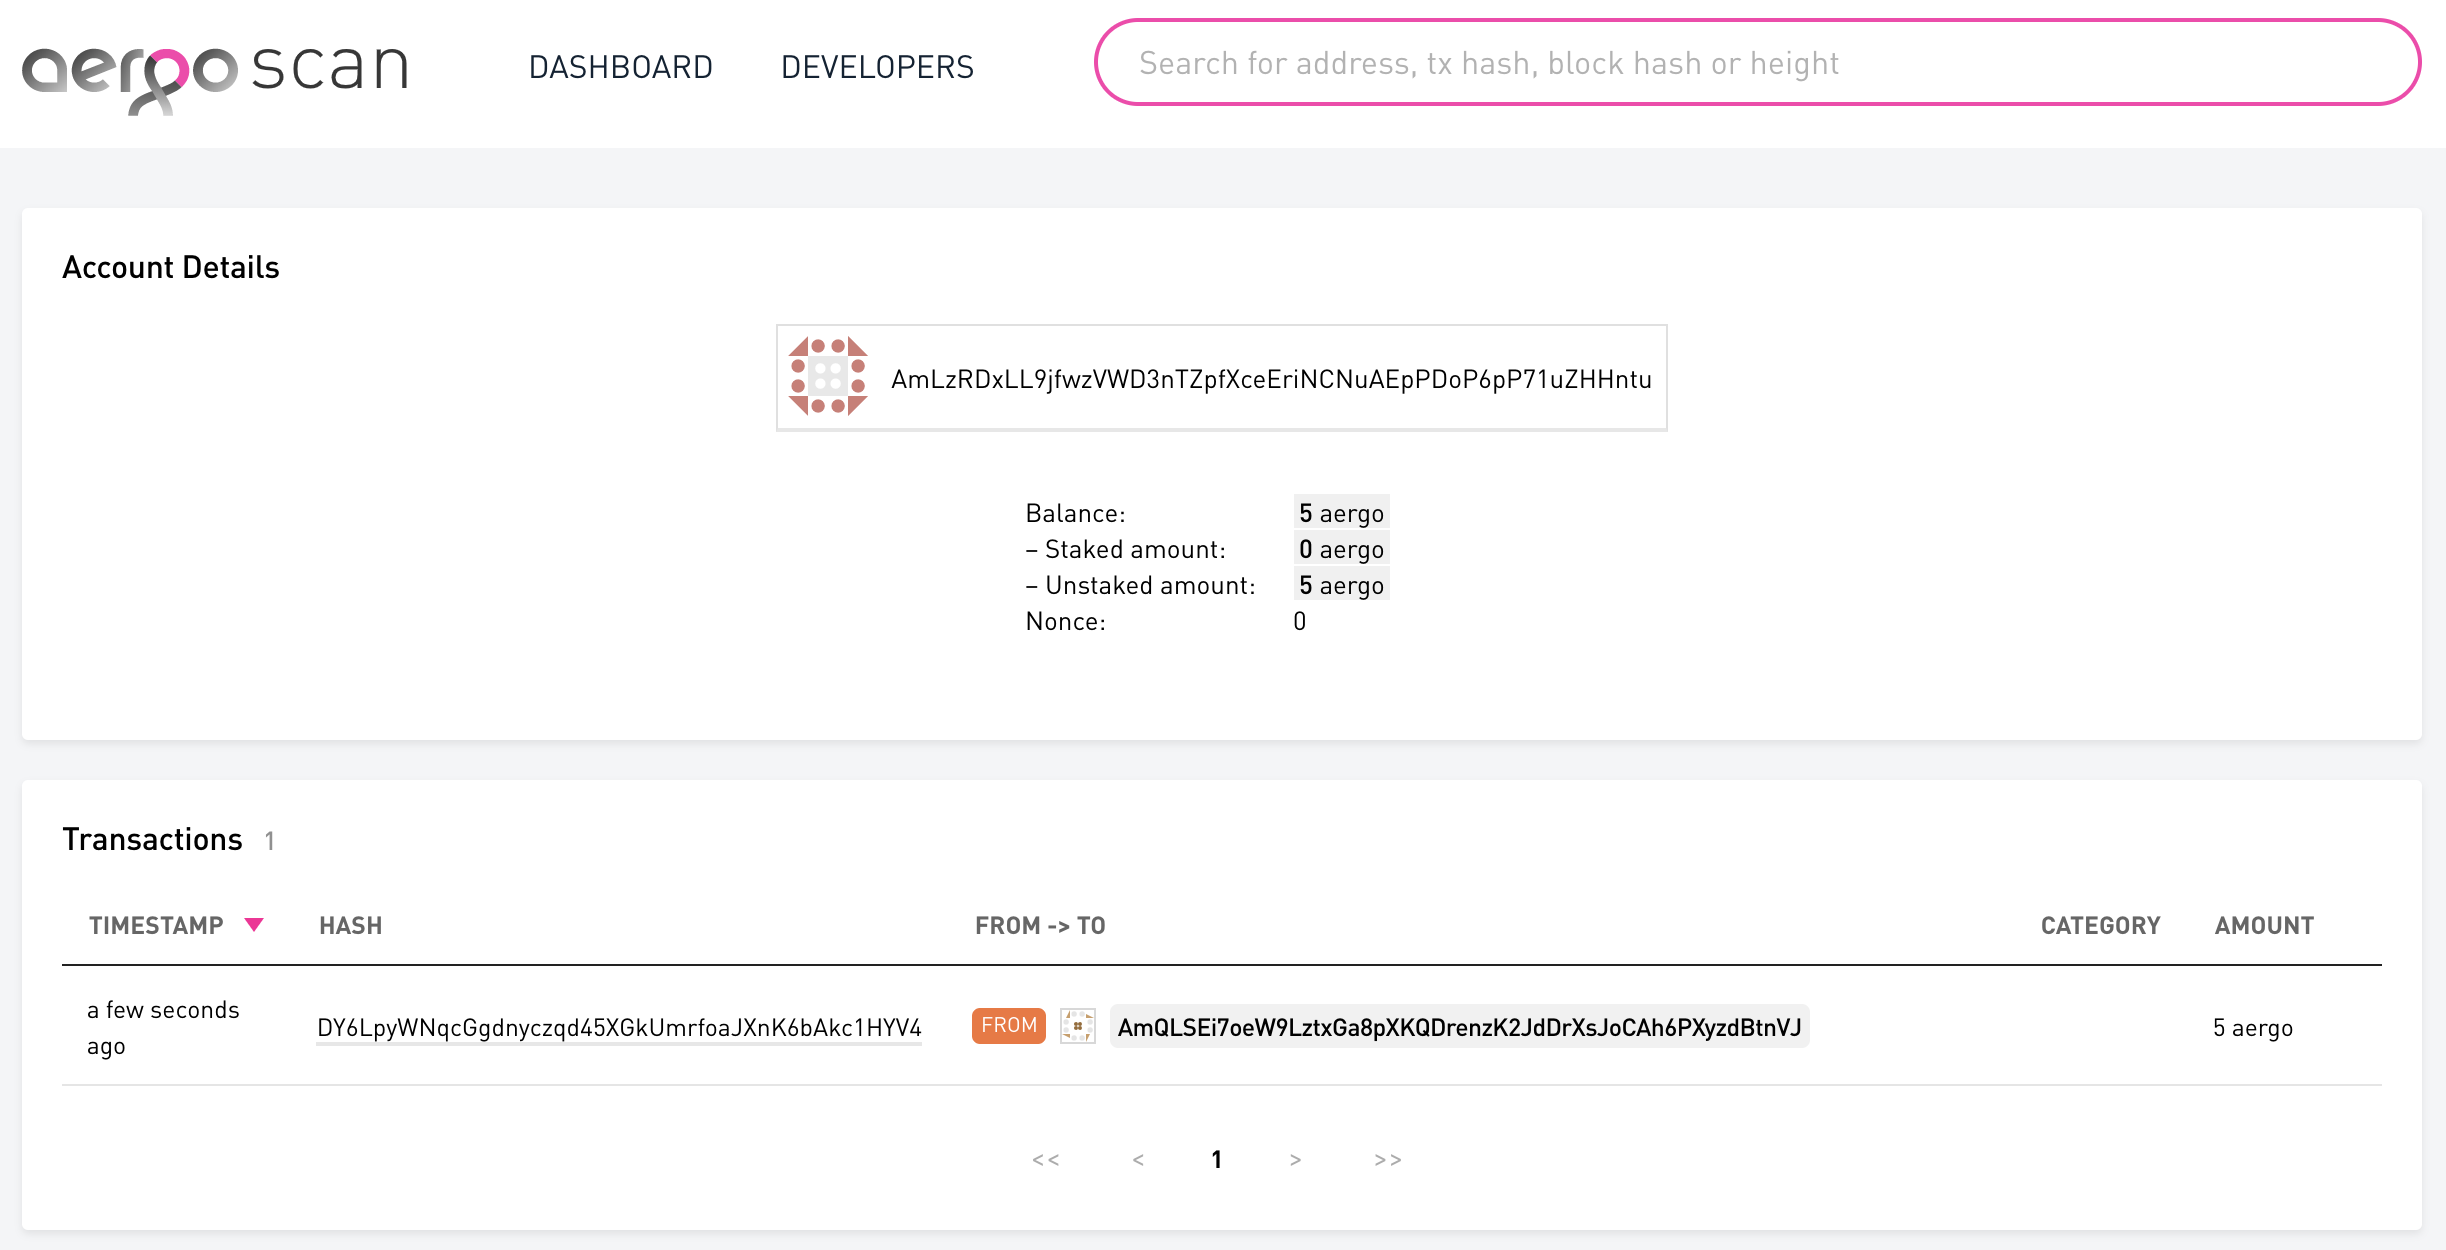 aergo scan
DASHBOARD
DEVELOPERS
Search for address, tx hash, block hash or height
Account Details
AmLzRDxLL9jfwzVWD3nTZpfXceEriNCNuAEpPDoP6pP71uZHHntu
Balance: 5 aergo
– Staked amount: 0 aergo
– Unstaked amount: 5 aergo
Nonce: 0
Transactions 1
TIMESTAMP HASH FROM -> TO CATEGORY AMOUNT
a few seconds
ago
DY6LpyWNqcGgdnyczqd45XGkUmrfoaJXnK6bAkc1HYV4 FROM AmQLSEi7oeW9LztxGa8pXKQDrenzK2JdDrXsJoCAh6PXyzdBtnVJ 5 aergo
<< < 1 > >>